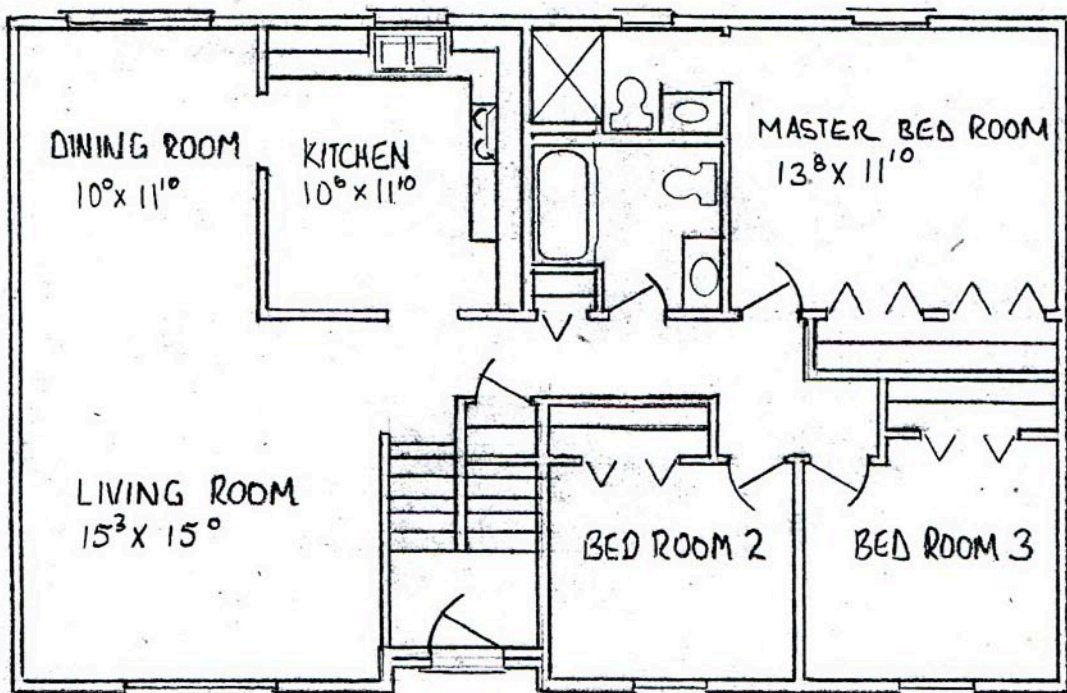 DINING ROOM
10⁰ X 11¹⁰
KITCHEN
10⁶ X 11¹⁰
MASTER BED ROOM
13⁸ X 11¹⁰
LIVING ROOM
15³ X 15⁰
BED ROOM 2
BED ROOM 3